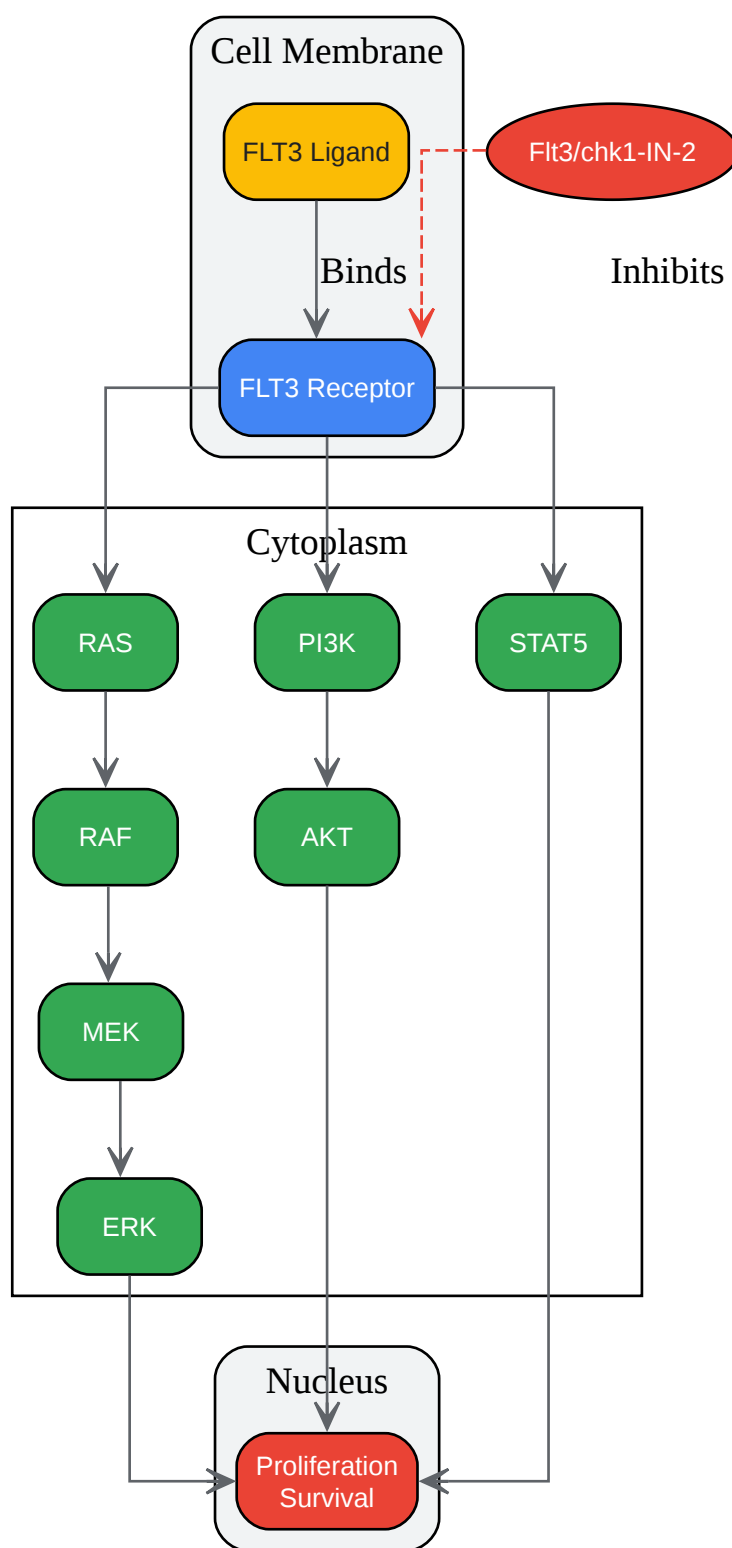 Cell Membrane
FLT3 Ligand
Flt3/chk1-IN-2
Binds
Inhibits
FLT3 Receptor
Cytoplasm
RAS
PI3K
STAT5
RAF
AKT
MEK
ERK
Nucleus
Proliferation
Survival